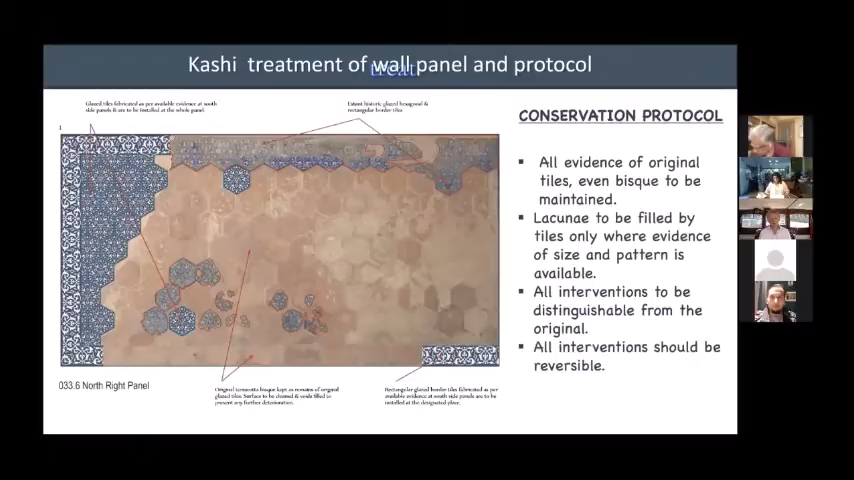 Kashi treatment of wall panel and protocol
treat
Glazed tiles fabricated as per available evidence at south
side panels & are to be installed at the whole panel.
Extant historic glazed hexagonal &
rectangular border tiles
1
CONSERVATION PROTOCOL
▪ All evidence of original
tiles, even bisque to be
maintained.
▪ Lacunae to be filled by
tiles only where evidence
of size and pattern is
available.
▪ All interventions to be
distinguishable from the
original.
▪ All interventions should be
reversible.
033.6 North Right Panel
Original terracotta bisque kept as remains of original
glazed tiles. Surface to be cleaned & voids filled to
prevent any further deterioration.
Rectangular glazed border tiles fabricated as per
available evidence at south side panels are to be
installed at the designated place.